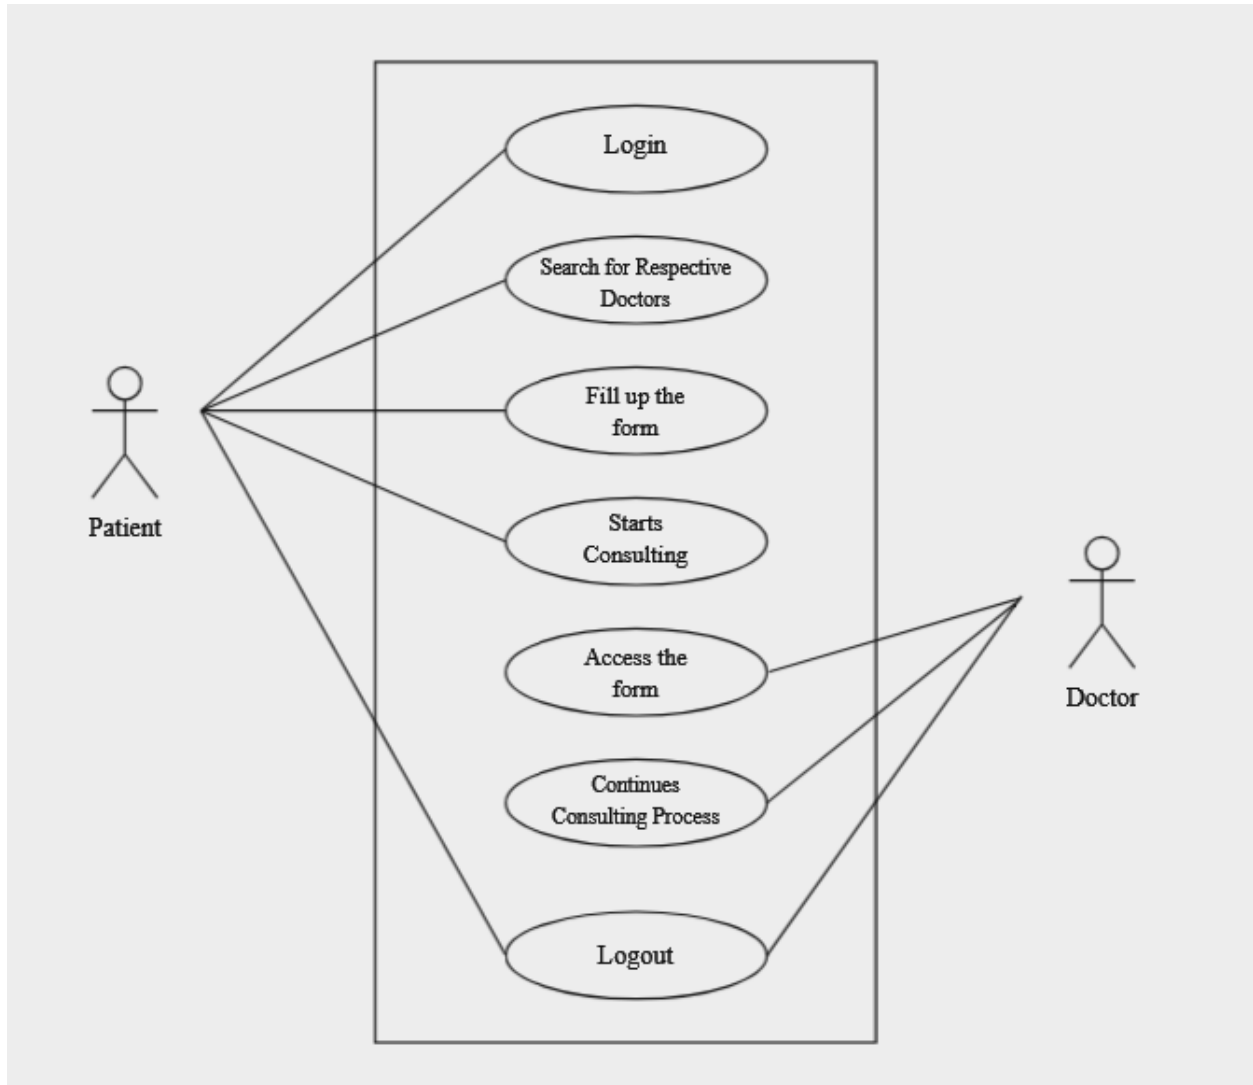 Login
Search for Respective
Doctors
Fill up the
form
Patient
Starts
Consulting
Access the
form
Doctor
Continues
Consulting Process
Logout